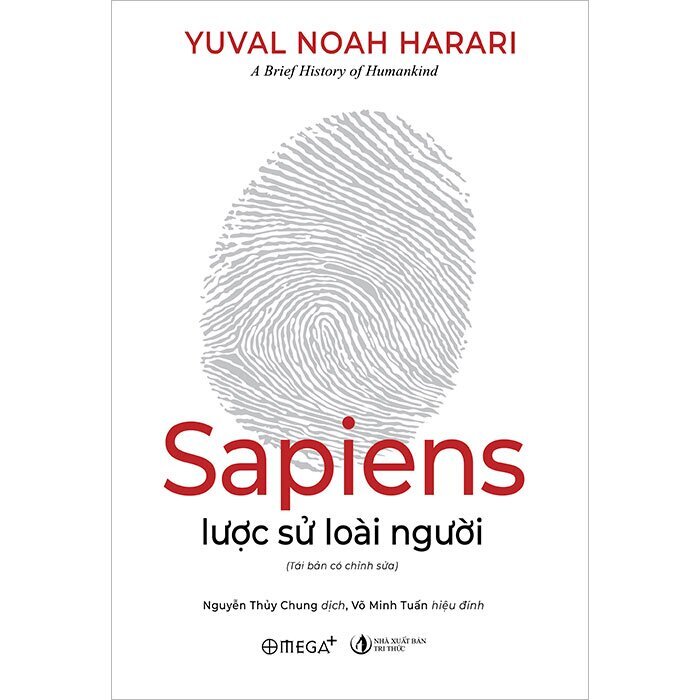 YUVAL NOAH HARARI
A Brief History of Humankind
Sapiens
lược sử loài người
(Tái bản có chỉnh sửa)
Nguyễn Thủy Chung dịch, Võ Minh Tuấn hiệu đính
OMEGA+
NHÀ XUẤT BẢN
TRI THỨC